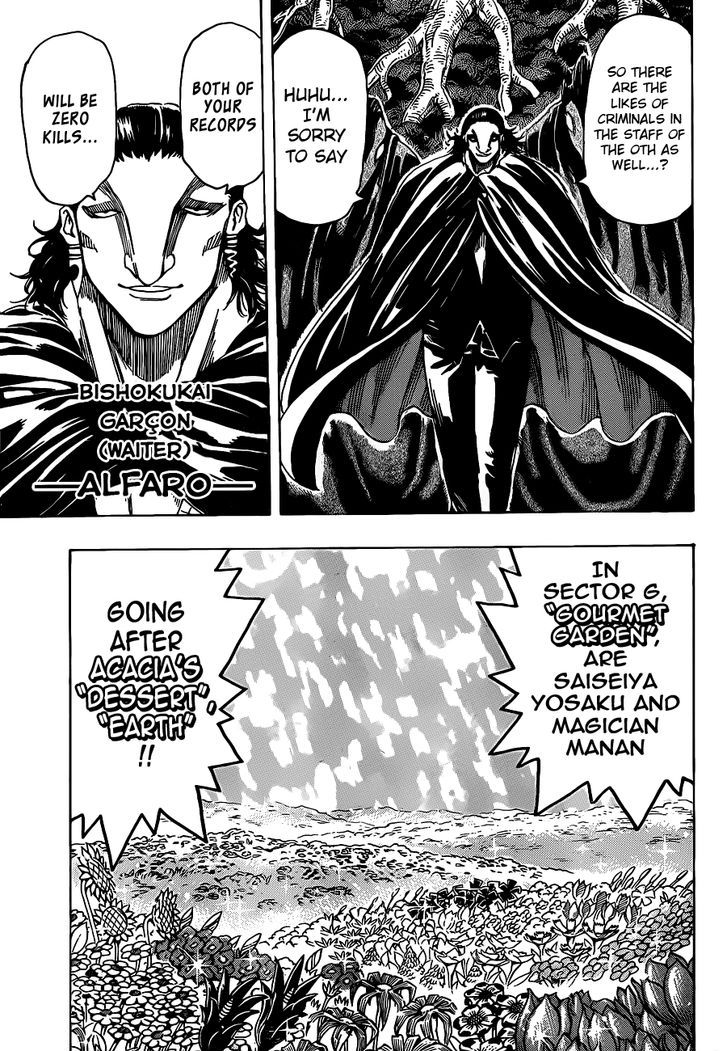 SO THERE
ARE THE
LIKES OF
CRIMINALS IN
THE STAFF OF
THE 0TH AS
WELL...?
HUHU...
I'M
SORRY
TO SAY
BOTH OF
YOUR
RECORDS
WILL BE
ZERO
KILLS...
BISHOKUKAI
GARÇON
(WAITER)
ALFARO
IN
SECTOR G,
"GOURMET
GARDEN",
ARE
SAISEIYA
YOSAKU AND
MAGICIAN
MANAN
GOING
AFTER
ACACIA'S
"DESSERT",
"EARTH"
!!